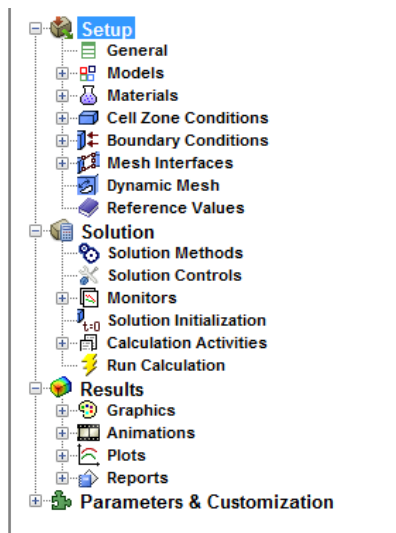 Setup
General
Models
Materials
Cell Zone Conditions
Boundary Conditions
Mesh Interfaces
Dynamic Mesh
Reference Values
Solution
Solution Methods
Solution Controls
Monitors
t=0 Solution Initialization
Calculation Activities
Run Calculation
Results
Graphics
Animations
Plots
Reports
Parameters & Customization